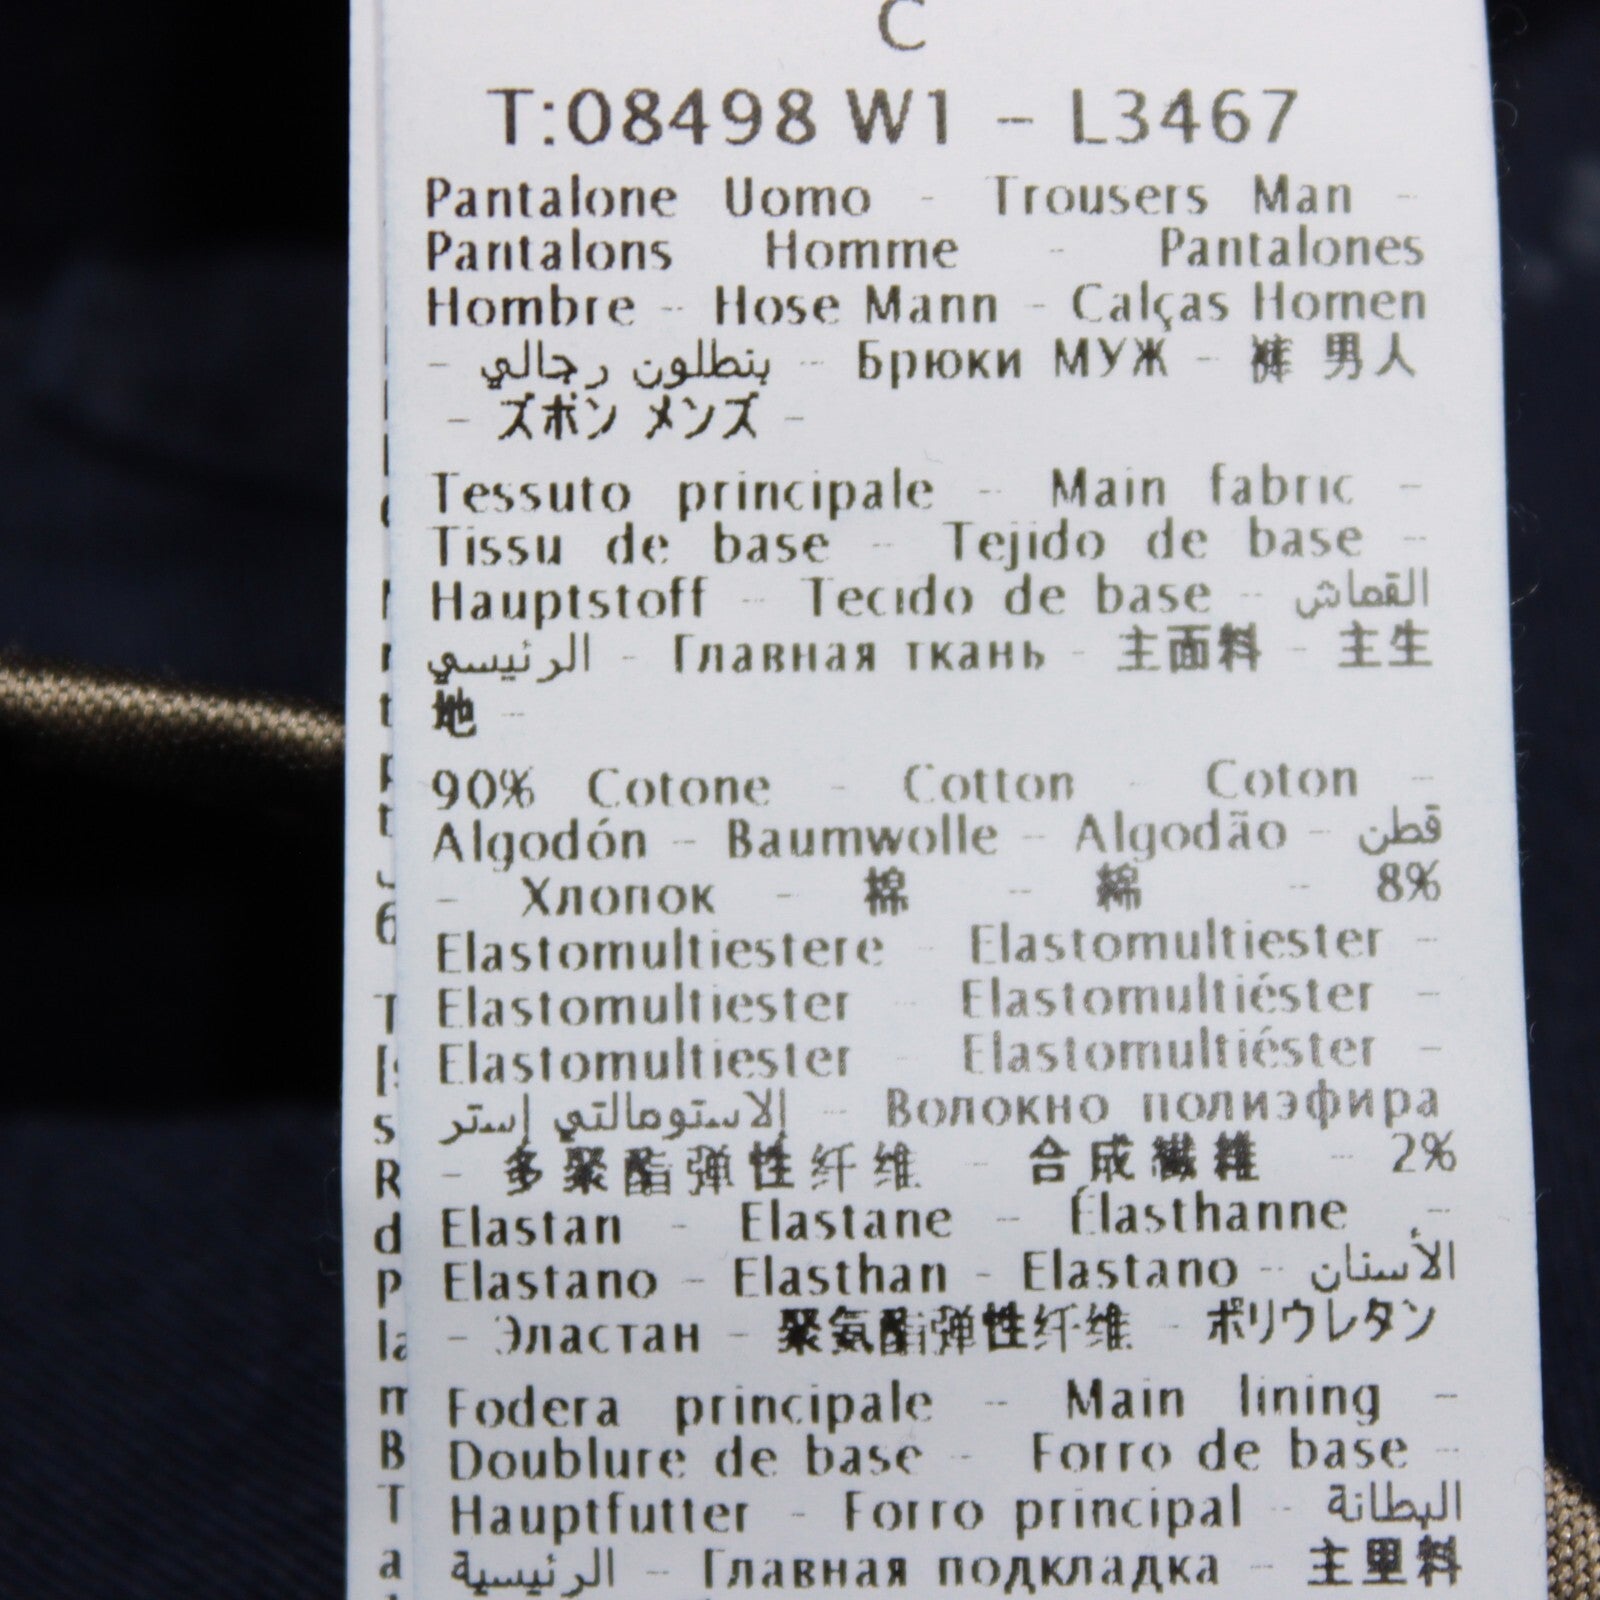 C
T:08498 W1 - L3467
Pantalone Uomo - Trousers Man -
Pantalons Homme - Pantalones
Hombre - Hose Mann - Calças Homen
- بنطلون رجالي - Брюки МУЖ - 裤 男人
- ズボン メンズ -
Tessuto principale - Main fabric -
Tissu de base - Tejido de base -
Hauptstoff - Tecido de base - القماش
الرئيسي - Главная ткань - 主面料 - 主生
地 -
90% Cotone - Cotton - Coton -
Algodón - Baumwolle - Algodão - قطن
- Хлопок - 棉 - 綿 - 8%
Elastomultiestere - Elastomultiester -
Elastomultiester - Elastomultiéster -
Elastomultiester - Elastomultiéster -
إلاستومالتي إستر - Волокно полиэфира
- 多聚酯弹性纤维 - 合成繊維 - 2%
Elastan - Elastane - Élasthanne -
Elastano - Elasthan - Elastano - الأستان
- Эластан - 聚氨酯弹性纤维 - ポリウレタン
Fodera principale - Main lining -
Doublure de base - Forro de base -
Hauptfutter - Forro principal - البطانة
الرئيسية - Главная подкладка - 主里料